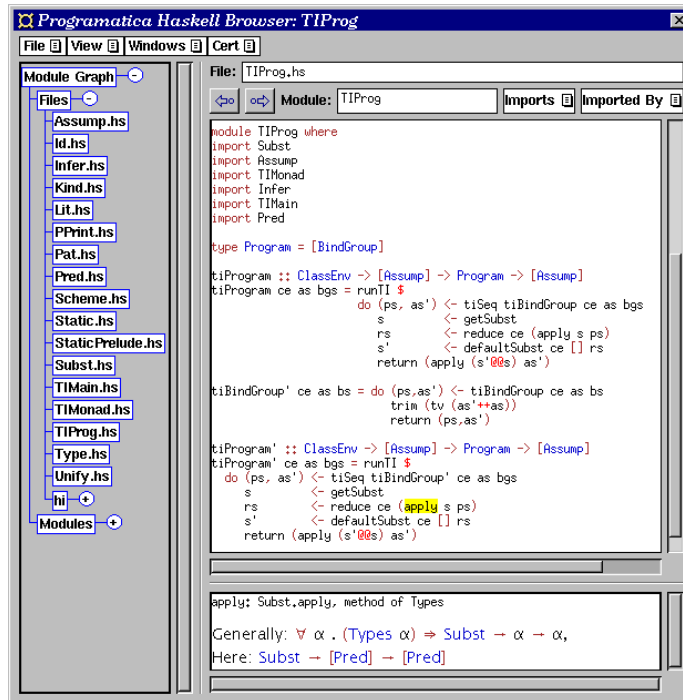 Programatica Haskell Browser: TIProg
File View Windows Cert
Module Graph
Files
Assump.hs
Id.hs
Infer.hs
Kind.hs
Lit.hs
PPrint.hs
Pat.hs
Pred.hs
Scheme.hs
Static.hs
StaticPrelude.hs
Subst.hs
TIMain.hs
TIMonad.hs
TIProg.hs
Type.hs
Unify.hs
hi
Modules
File: TIProg.hs
Module: TIProg Imports Imported By
module TIProg where
import Subst
import Assump
import TIMonad
import Infer
import TIMain
import Pred
type Program = [BindGroup]
tiProgram :: ClassEnv -> [Assump] -> Program -> [Assump]
tiProgram ce as bgs = runTI $
do (ps, as') <- tiSeq tiBindGroup ce as bgs
s <- getSubst
rs <- reduce ce (apply s ps)
s' <- defaultSubst ce [] rs
return (apply (s'@@s) as')
tiBindGroup' ce as bs = do (ps,as') <- tiBindGroup ce as bs
trim (tv (as'++as))
return (ps,as')
tiProgram' :: ClassEnv -> [Assump] -> Program -> [Assump]
tiProgram' ce as bgs = runTI $
do (ps, as') <- tiSeq tiBindGroup' ce as bgs
s <- getSubst
rs <- reduce ce (apply s ps)
s' <- defaultSubst ce [] rs
return (apply (s'@@s) as')
apply: Subst.apply, method of Types
Generally: ∀ α . (Types α) ⇒ Subst → α → α,
Here: Subst → [Pred] → [Pred]